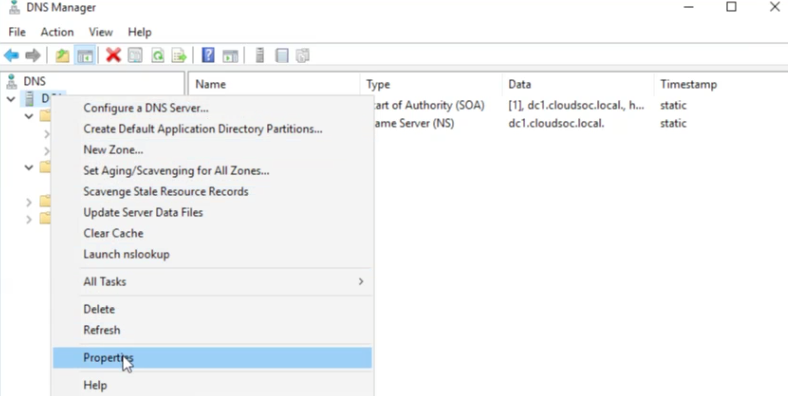 DNS Manager
File Action View Help
DNS
Name Type Data Timestamp
art of Authority (SOA) [1], dc1.cloudsoc.local., h... static
ame Server (NS) dc1.cloudsoc.local. static
Configure a DNS Server...
Create Default Application Directory Partitions...
New Zone...
Set Aging/Scavenging for All Zones...
Scavenge Stale Resource Records
Update Server Data Files
Clear Cache
Launch nslookup
All Tasks
Delete
Refresh
Properties
Help